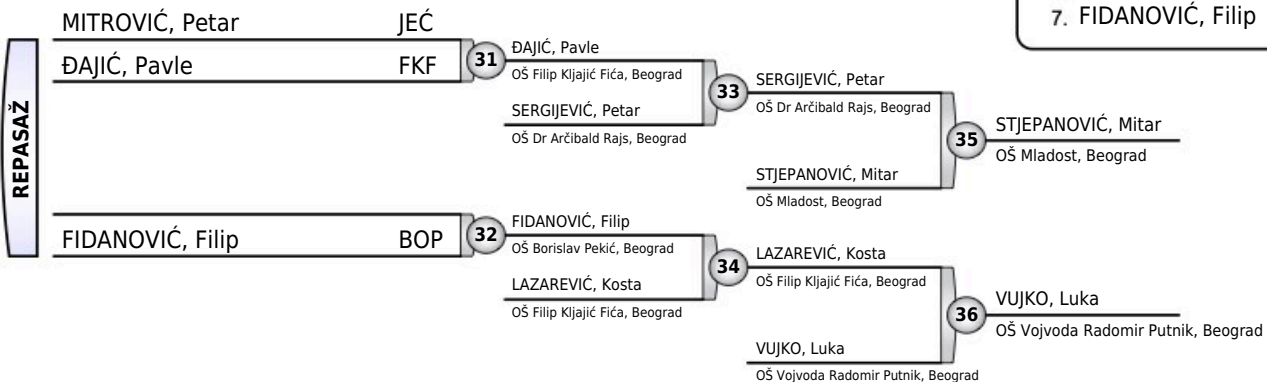 7. FIDANOVIĆ, Filip
REPASAŽ
MITROVIĆ, Petar JEĆ
ĐAJIĆ, Pavle FKF
31
ĐAJIĆ, Pavle
OŠ Filip Kljajić Fića, Beograd
SERGIJEVIĆ, Petar
OŠ Dr Arčibald Rajs, Beograd
33
SERGIJEVIĆ, Petar
OŠ Dr Arčibald Rajs, Beograd
STJEPANOVIĆ, Mitar
OŠ Mladost, Beograd
35
STJEPANOVIĆ, Mitar
OŠ Mladost, Beograd
FIDANOVIĆ, Filip BOP
32
FIDANOVIĆ, Filip
OŠ Borislav Pekić, Beograd
LAZAREVIĆ, Kosta
OŠ Filip Kljajić Fića, Beograd
34
LAZAREVIĆ, Kosta
OŠ Filip Kljajić Fića, Beograd
VUJKO, Luka
OŠ Vojvoda Radomir Putnik, Beograd
36
VUJKO, Luka
OŠ Vojvoda Radomir Putnik, Beograd